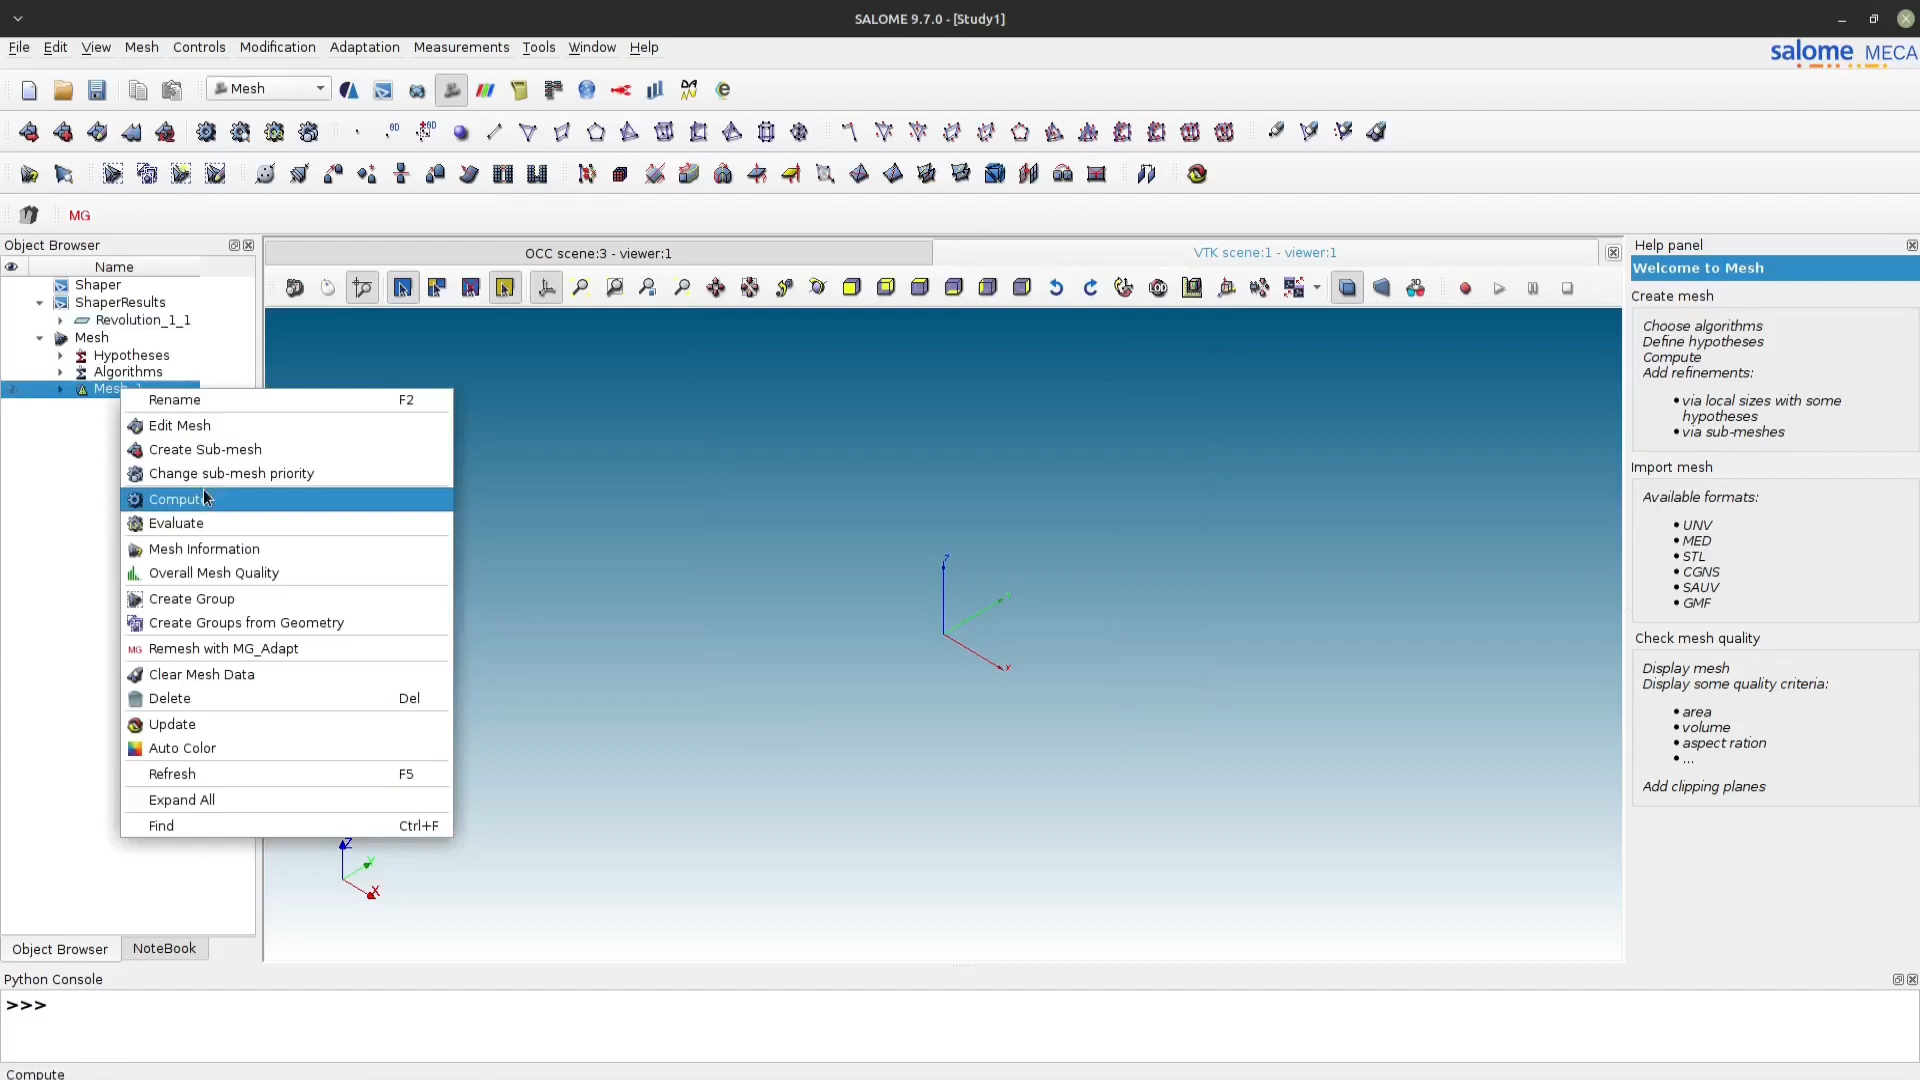 SALOME 9.7.0 - [Study1]
File Edit View Mesh Controls Modification Adaptation Measurements Tools Window Help
salome MECA
Mesh
0D
0D
MG
Object Browser
Name
Shaper
ShaperResults
Revolution_1_1
Mesh
Hypotheses
Algorithms
Mesh_1
Rename F2
Edit Mesh
Create Sub-mesh
Change sub-mesh priority
Compute
Evaluate
Mesh Information
Overall Mesh Quality
Create Group
Create Groups from Geometry
MG Remesh with MG_Adapt
Clear Mesh Data
Delete Del
Update
Auto Color
Refresh F5
Expand All
Find Ctrl+F
Object Browser NoteBook
OCC scene:3 - viewer:1
VTK scene:1 - viewer:1
Z
Y
X
Z
Y
X
Help panel
Welcome to Mesh
Create mesh
Choose algorithms
Define hypotheses
Compute
Add refinements:
• via local sizes with some
hypotheses
• via sub-meshes
Import mesh
Available formats:
• UNV
• MED
• STL
• CGNS
• SAUV
• GMF
Check mesh quality
Display mesh
Display some quality criteria:
• area
• volume
• aspect ration
• ...
Add clipping planes
Python Console
>>>
Compute